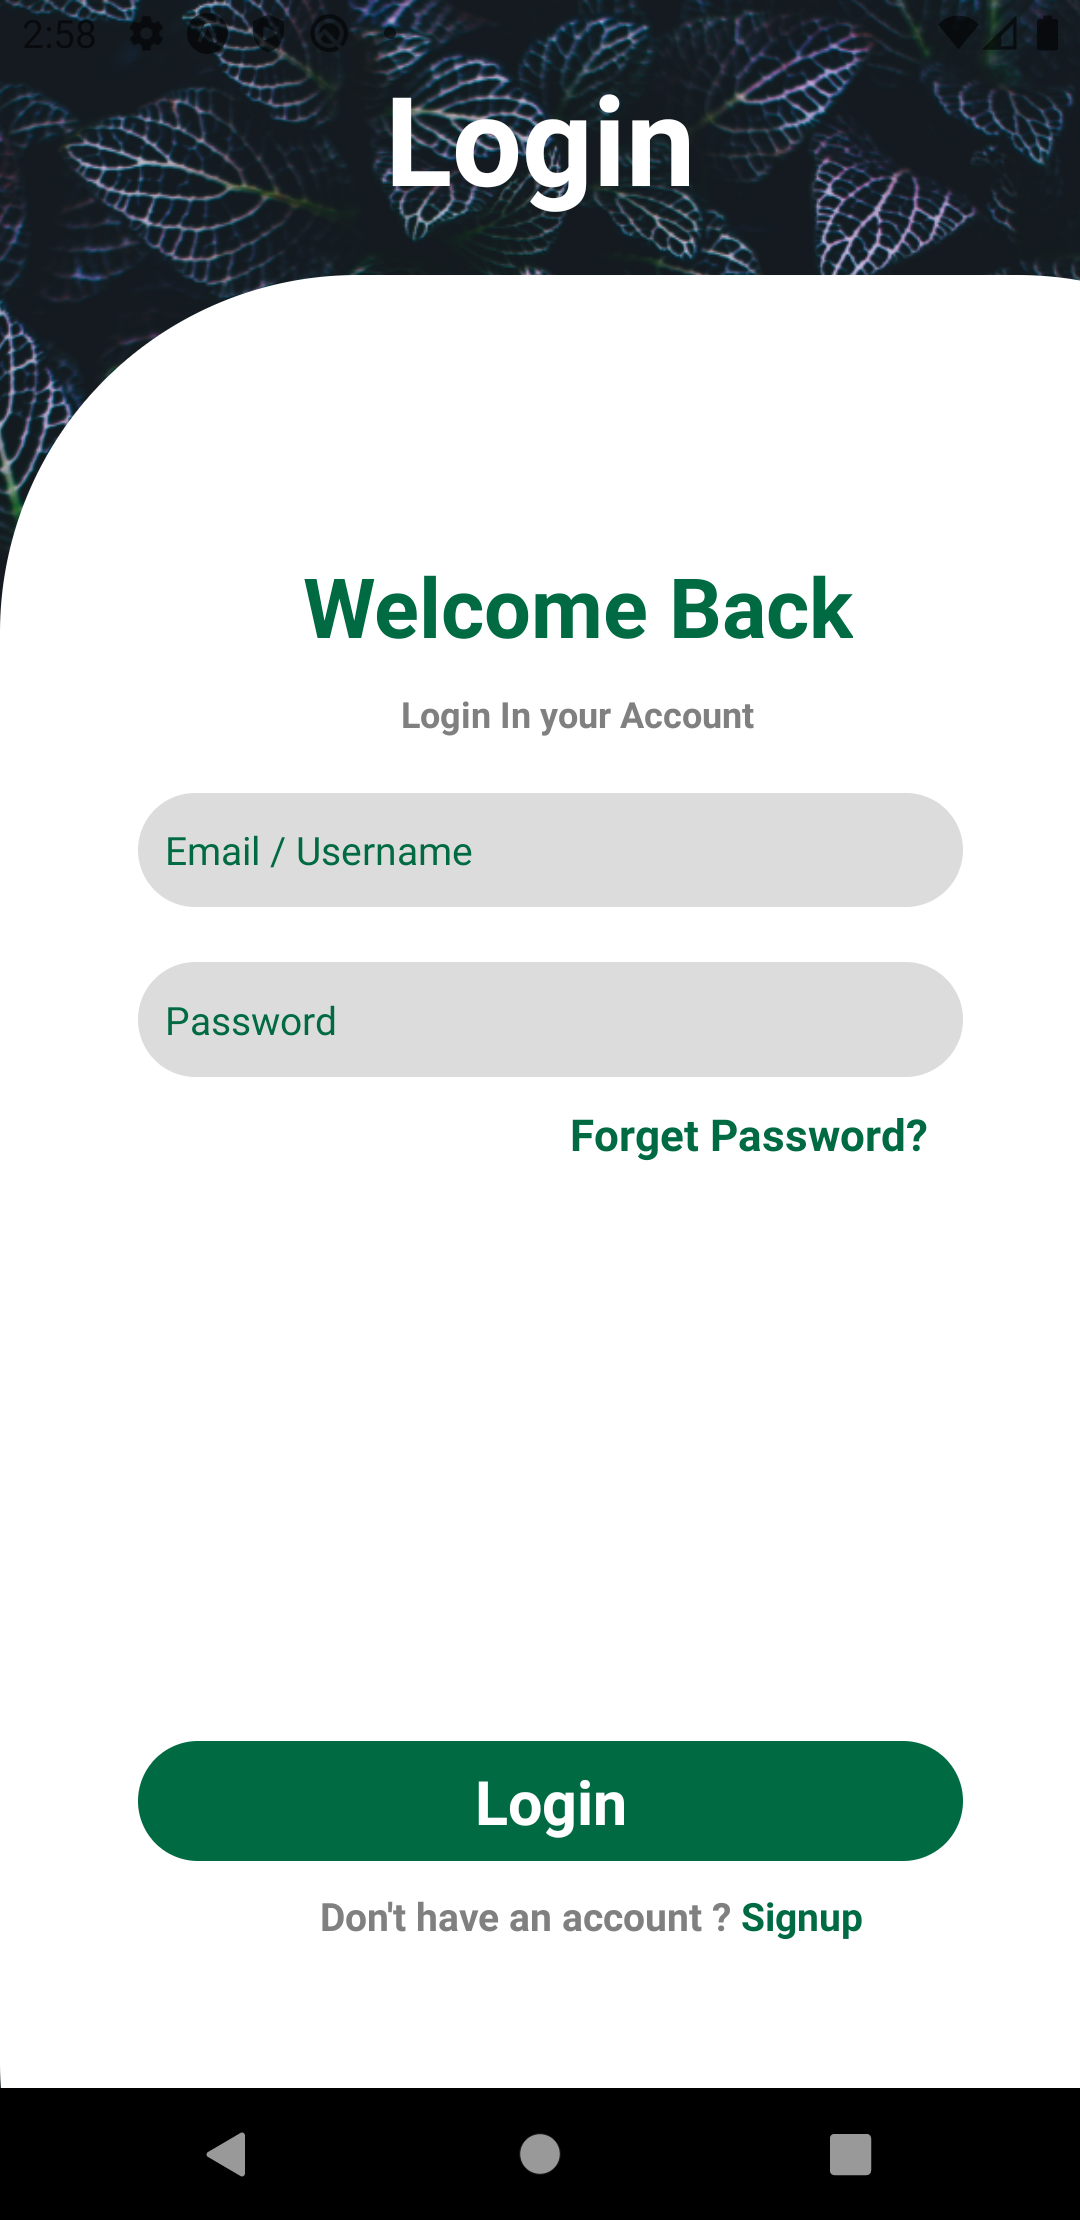 2:58
Login
Welcome Back
Login In your Account
Email / Username
Password
Forget Password?
Login
Don't have an account ? Signup